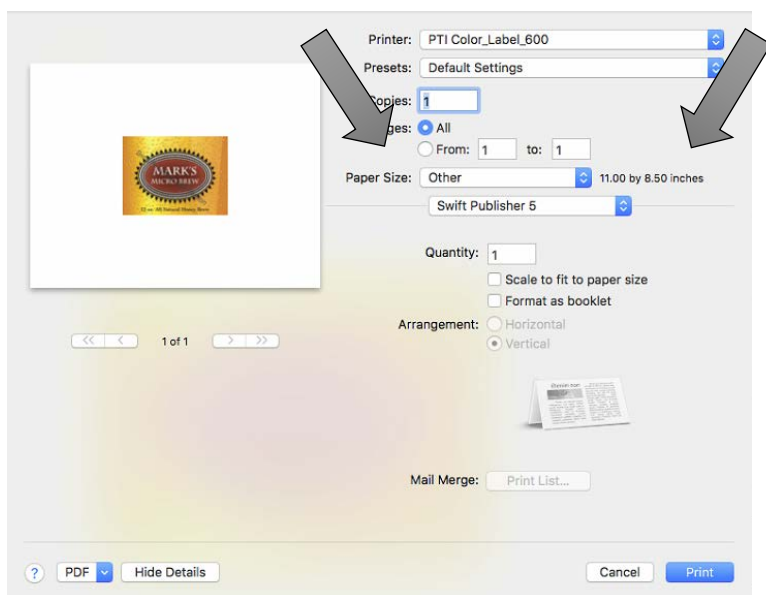 Printer: PTI Color_Label_600
Presets: Default Settings
Copies: 1
ges: All
From: 1 to: 1
Paper Size: Other 11.00 by 8.50 inches
Swift Publisher 5
MARK'S
MICRO BREW
Quantity: 1
Scale to fit to paper size
Format as booklet
Arrangement: Horizontal
Vertical
<< < 1 of 1 > >>
Mail Merge: Print List...
? PDF Hide Details Cancel Print